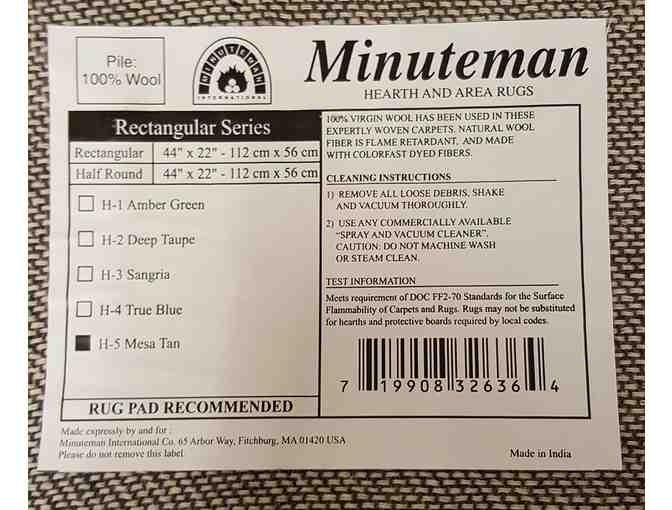 Pile:
100% Wool
MINUTEMAN
INTERNATIONAL
Minuteman
HEARTH AND AREA RUGS
Rectangular Series
Rectangular 44" x 22" - 112 cm x 56 cm
Half Round 44" x 22" - 112 cm x 56 cm
H-1 Amber Green
H-2 Deep Taupe
H-3 Sangria
H-4 True Blue
H-5 Mesa Tan
RUG PAD RECOMMENDED
100% VIRGIN WOOL HAS BEEN USED IN THESE
EXPERTLY WOVEN CARPETS. NATURAL WOOL
FIBER IS FLAME RETARDANT, AND MADE
WITH COLORFAST DYED FIBERS.
CLEANING INSTRUCTIONS
1) REMOVE ALL LOOSE DEBRIS, SHAKE
AND VACUUM THOROUGHLY.
2) USE ANY COMMERCIALLY AVAILABLE
"SPRAY AND VACUUM CLEANER".
CAUTION: DO NOT MACHINE WASH
OR STEAM CLEAN.
TEST INFORMATION
Meets requirement of DOC FF2-70 Standards for the Surface
Flammability of Carpets and Rugs. Rugs may not be substituted
for hearths and protective boards required by local codes.
7 19908 32636 4
Made expressly by and for :
Minuteman International Co. 65 Arbor Way, Fitchburg, MA 01420 USA
Please do not remove this label
Made in India